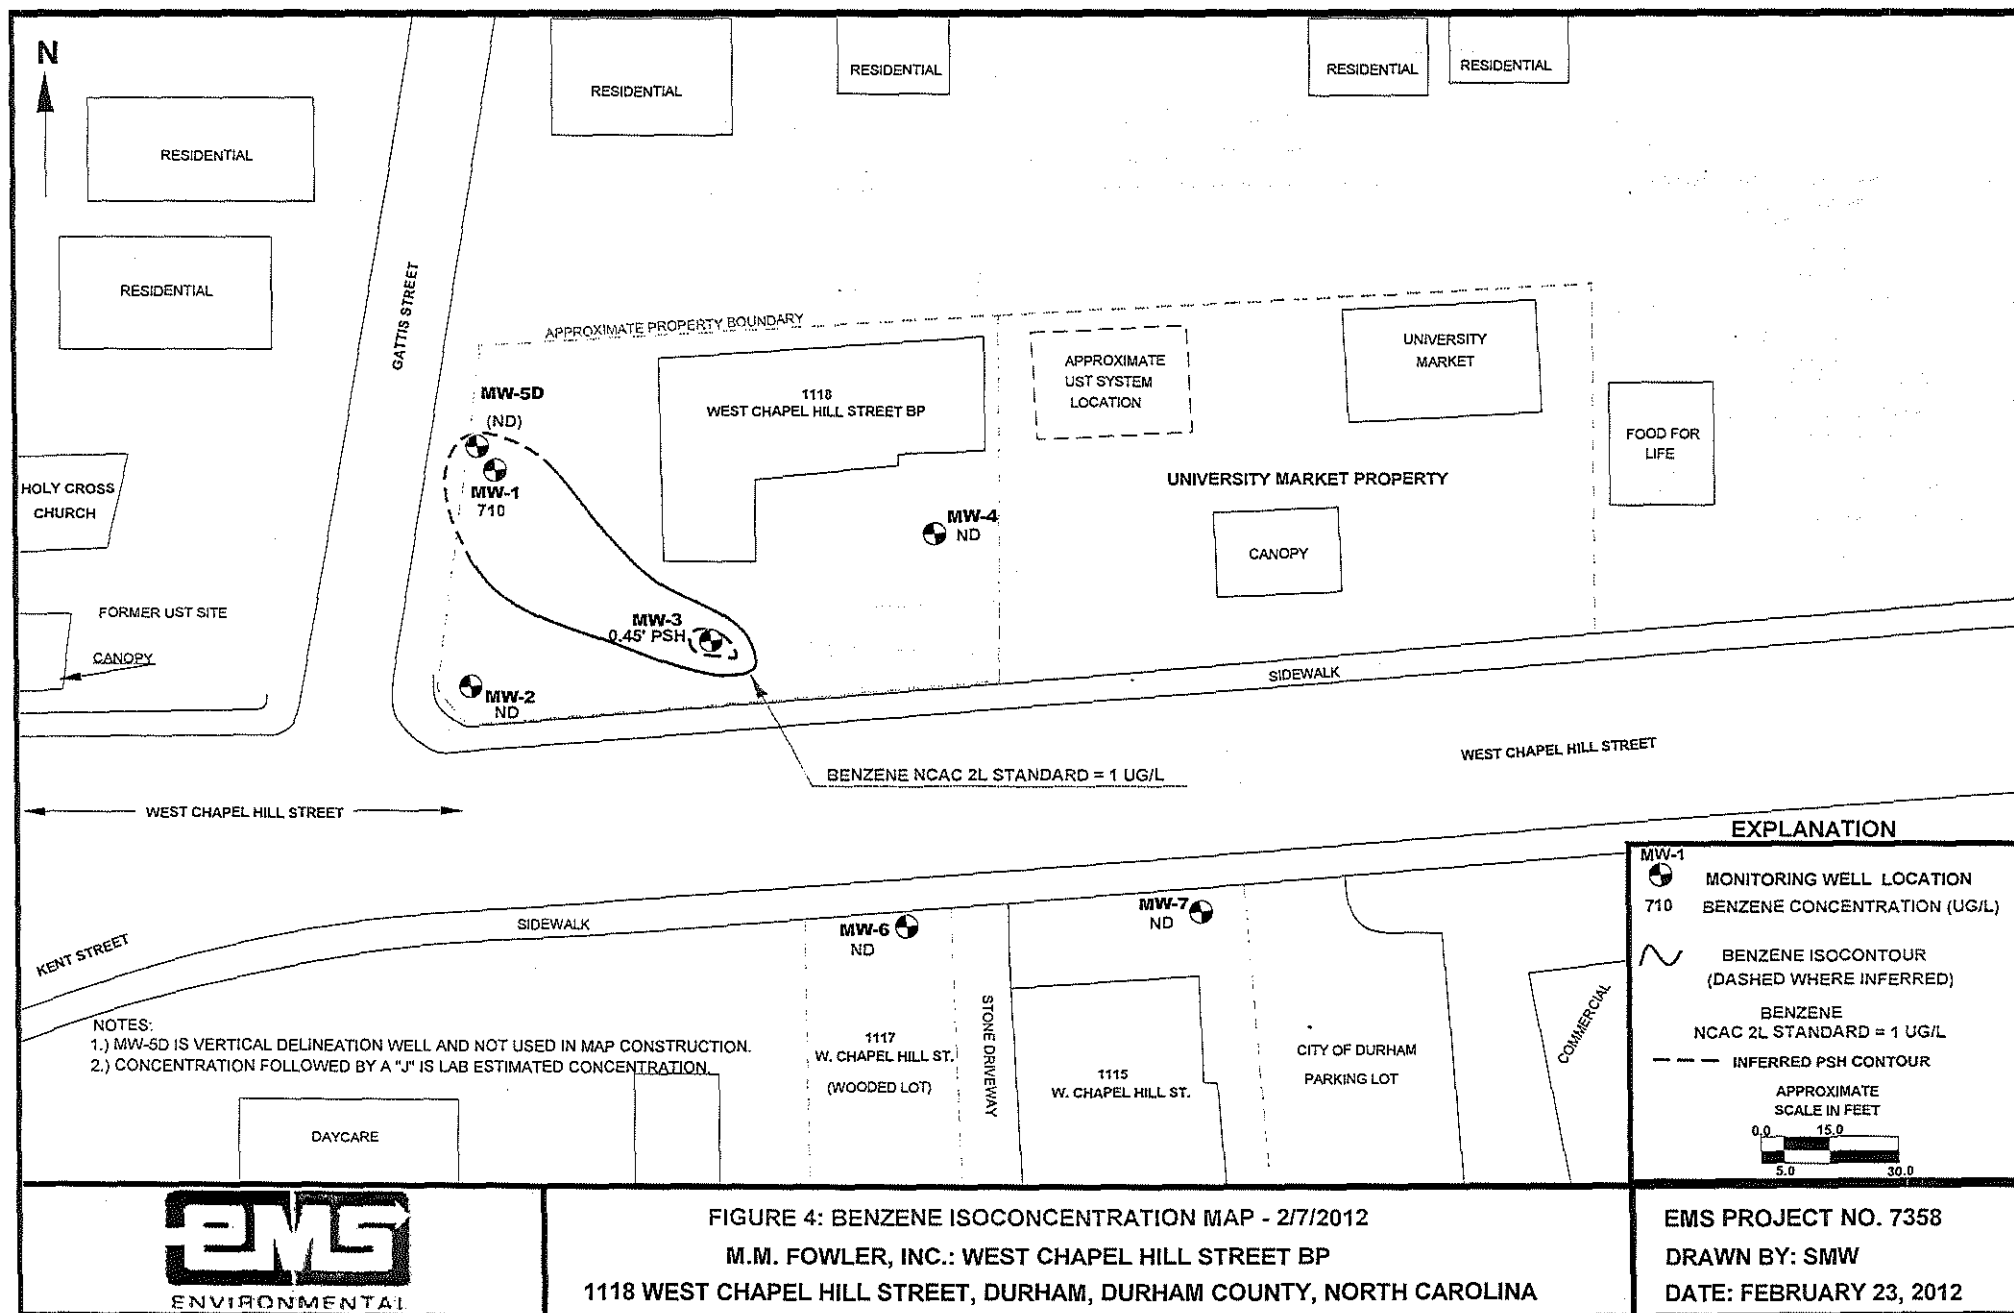 N
RESIDENTIAL
RESIDENTIAL
RESIDENTIAL
RESIDENTIAL
RESIDENTIAL
RESIDENTIAL
GATTIS STREET
APPROXIMATE PROPERTY BOUNDARY
MW-5D
(ND)
MW-1
710
1118
WEST CHAPEL HILL STREET BP
APPROXIMATE
UST SYSTEM
LOCATION
UNIVERSITY
MARKET
FOOD FOR
LIFE
UNIVERSITY MARKET PROPERTY
CANOPY
MW-4
ND
HOLY CROSS
CHURCH
FORMER UST SITE
CANOPY
MW-3
0.45' PSH
MW-2
ND
SIDEWALK
BENZENE NCAC 2L STANDARD = 1 UG/L
WEST CHAPEL HILL STREET
WEST CHAPEL HILL STREET
KENT STREET
SIDEWALK
MW-6
ND
MW-7
ND
NOTES:
1.) MW-5D IS VERTICAL DELINEATION WELL AND NOT USED IN MAP CONSTRUCTION.
2.) CONCENTRATION FOLLOWED BY A "J" IS LAB ESTIMATED CONCENTRATION.
DAYCARE
1117
W. CHAPEL HILL ST.
(WOODED LOT)
STONE DRIVEWAY
1115
W. CHAPEL HILL ST.
CITY OF DURHAM
PARKING LOT
COMMERCIAL
EXPLANATION
MW-1
MONITORING WELL LOCATION
710 BENZENE CONCENTRATION (UG/L)
BENZENE ISOCONTOUR
(DASHED WHERE INFERRED)
BENZENE
NCAC 2L STANDARD = 1 UG/L
INFERRED PSH CONTOUR
APPROXIMATE
SCALE IN FEET
0.0 15.0
5.0 30.0
EMS
ENVIRONMENTAL
FIGURE 4: BENZENE ISOCONCENTRATION MAP - 2/7/2012
M.M. FOWLER, INC.: WEST CHAPEL HILL STREET BP
1118 WEST CHAPEL HILL STREET, DURHAM, DURHAM COUNTY, NORTH CAROLINA
EMS PROJECT NO. 7358
DRAWN BY: SMW
DATE: FEBRUARY 23, 2012